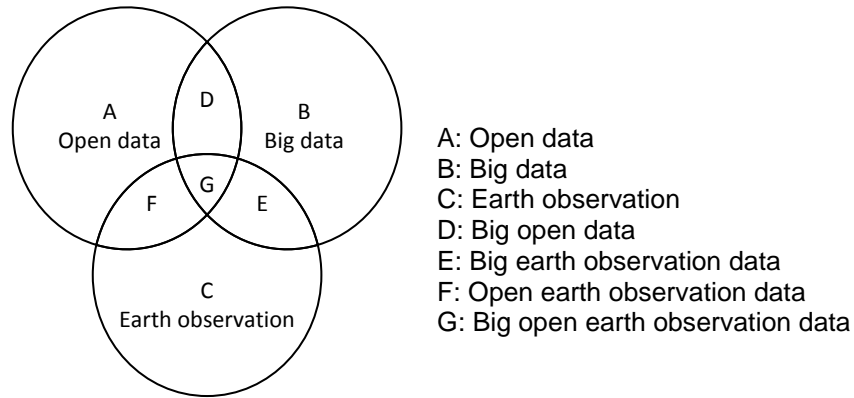 A
Open data
D
B
Big data
G
F
E
C
Earth observation
A: Open data
B: Big data
C: Earth observation
D: Big open data
E: Big earth observation data
F: Open earth observation data
G: Big open earth observation data